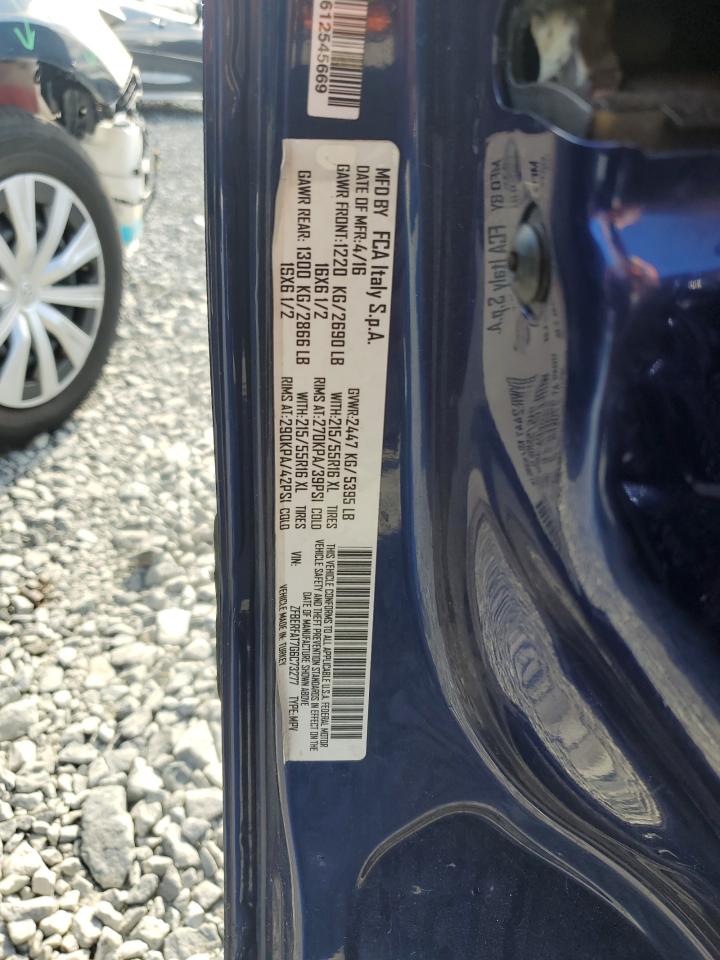 612545669
MFD BY FCA Italy S.p.A.
DATE OF MFR:4/16 GVWR:2447 KG/5395 LB
GAWR FRONT:1220 KG/2690 LB WITH:215/55R16 XL TIRES
16X6 1/2 RIMS AT:270KPA/39PSI COLD
GAWR REAR: 1300 KG/2866 LB WITH:215/55R16 XL TIRES
16X6 1/2 RIMS AT:290KPA/42PSI COLD
THIS VEHICLE CONFORMS TO ALL APPLICABLE U.S.A. FEDERAL MOTOR
VEHICLE SAFETY AND THEFT PREVENTION STANDARDS IN EFFECT ON THE
DATE OF MANUFACTURE SHOWN ABOVE
VIN: ZFBERFAT7G6C73277 TYPE:MPV
VEHICLE MADE IN: TURKEY